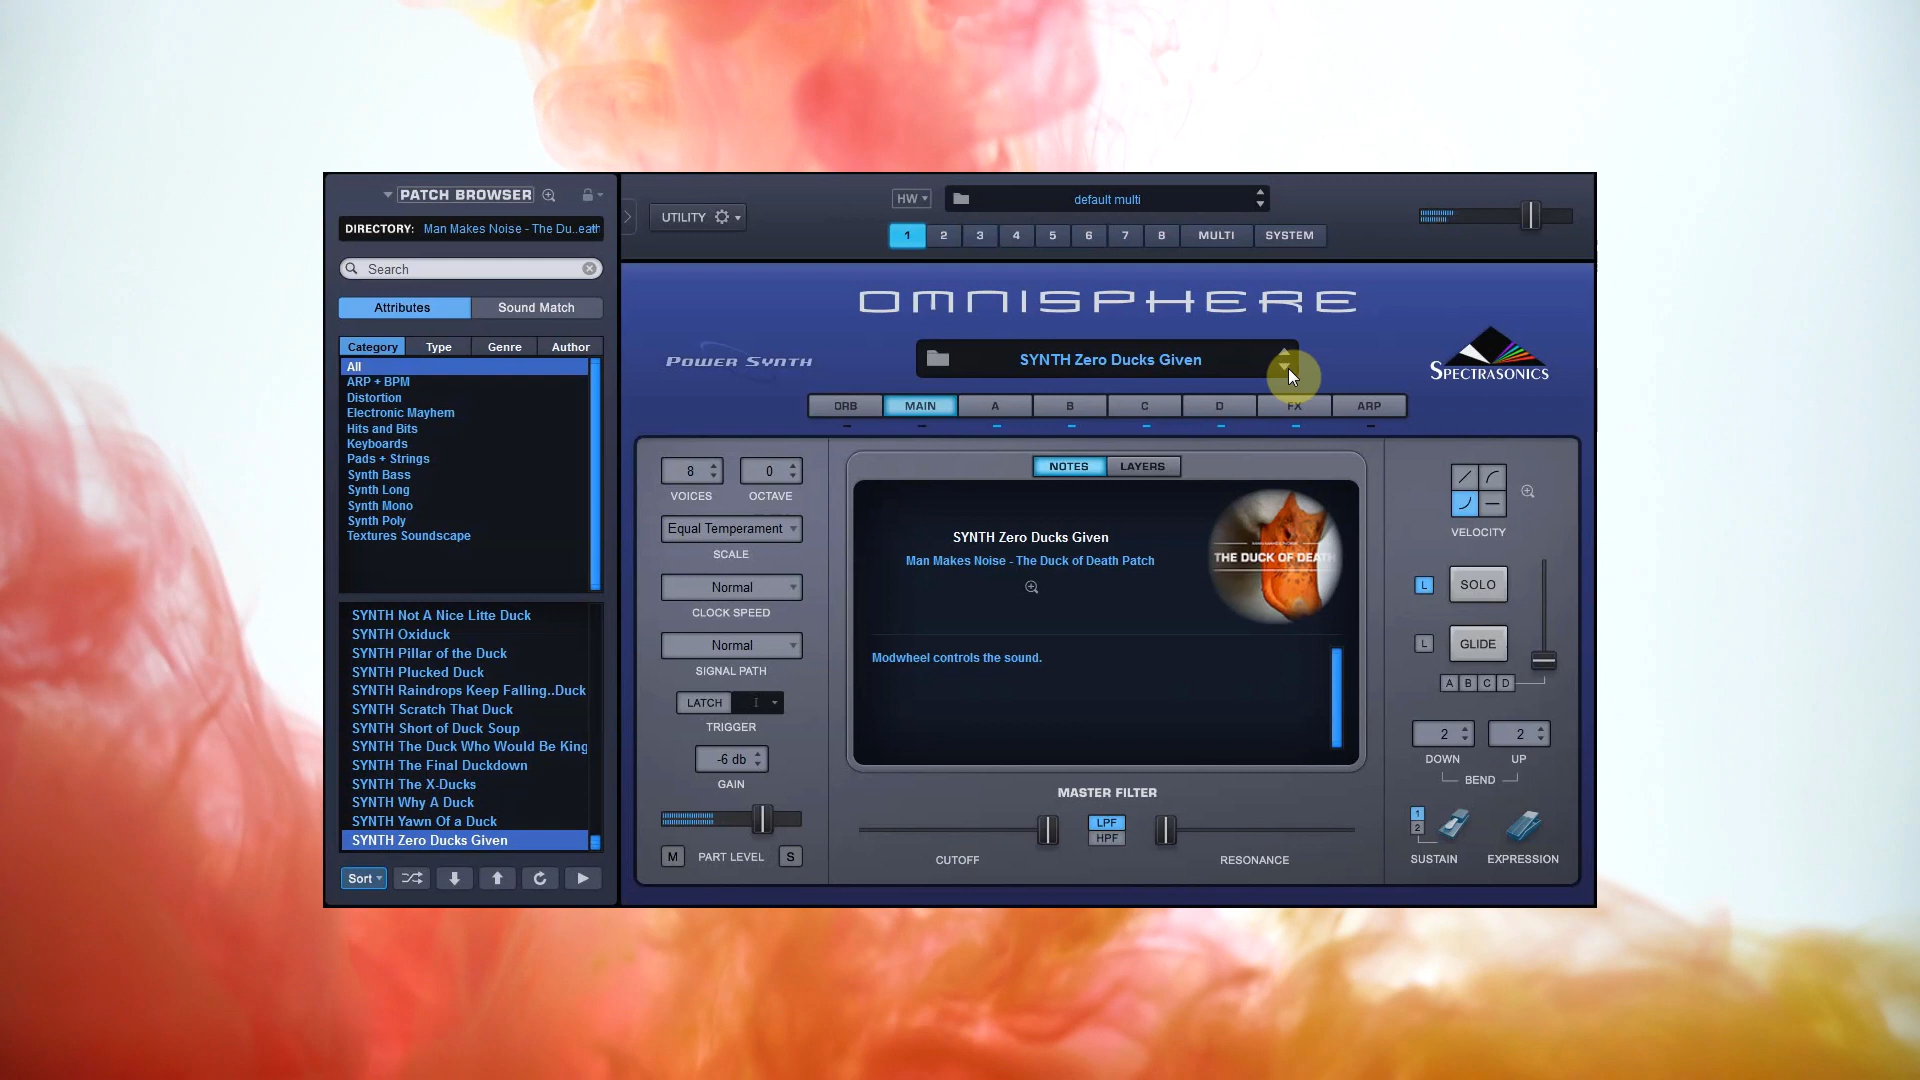 PATCH BROWSER
DIRECTORY: Man Makes Noise - The Du..eath
Search
Attributes Sound Match
Category Type Genre Author
All
ARP + BPM
Distortion
Electronic Mayhem
Hits and Bits
Keyboards
Pads + Strings
Synth Bass
Synth Long
Synth Mono
Synth Poly
Textures Soundscape
SYNTH Not A Nice Litte Duck
SYNTH Oxiduck
SYNTH Pillar of the Duck
SYNTH Plucked Duck
SYNTH Raindrops Keep Falling..Duck
SYNTH Scratch That Duck
SYNTH Short of Duck Soup
SYNTH The Duck Who Would Be King
SYNTH The Final Duckdown
SYNTH The X-Ducks
SYNTH Why A Duck
SYNTH Yawn Of a Duck
SYNTH Zero Ducks Given
Sort
UTILITY
HW
default multi
1 2 3 4 5 6 7 8 MULTI SYSTEM
OMNISPHERE
POWER SYNTH
SYNTH Zero Ducks Given
SPECTRASONICS
ORB MAIN A B C D FX ARP
8 0
VOICES OCTAVE
Equal Temperament
SCALE
Normal
CLOCK SPEED
Normal
SIGNAL PATH
LATCH
TRIGGER
-6 db
GAIN
M PART LEVEL S
NOTES LAYERS
SYNTH Zero Ducks Given
Man Makes Noise - The Duck of Death Patch
THE DUCK OF DEATH
Modwheel controls the sound.
MASTER FILTER
LPF
HPF
CUTOFF RESONANCE
VELOCITY
L SOLO
L GLIDE
A B C D
2 2
DOWN UP
BEND
1
2
SUSTAIN EXPRESSION